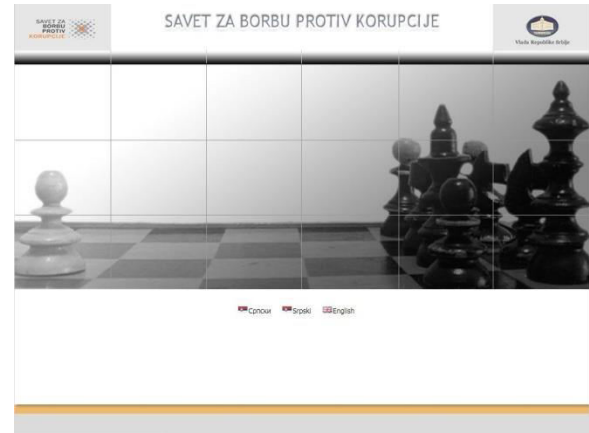 SAVET ZA
BORBU
PROTIV
KORUPCIJE
SAVET ZA BORBU PROTIV KORUPCIJE
Vlada Republike Srbije
Српски Srpski English